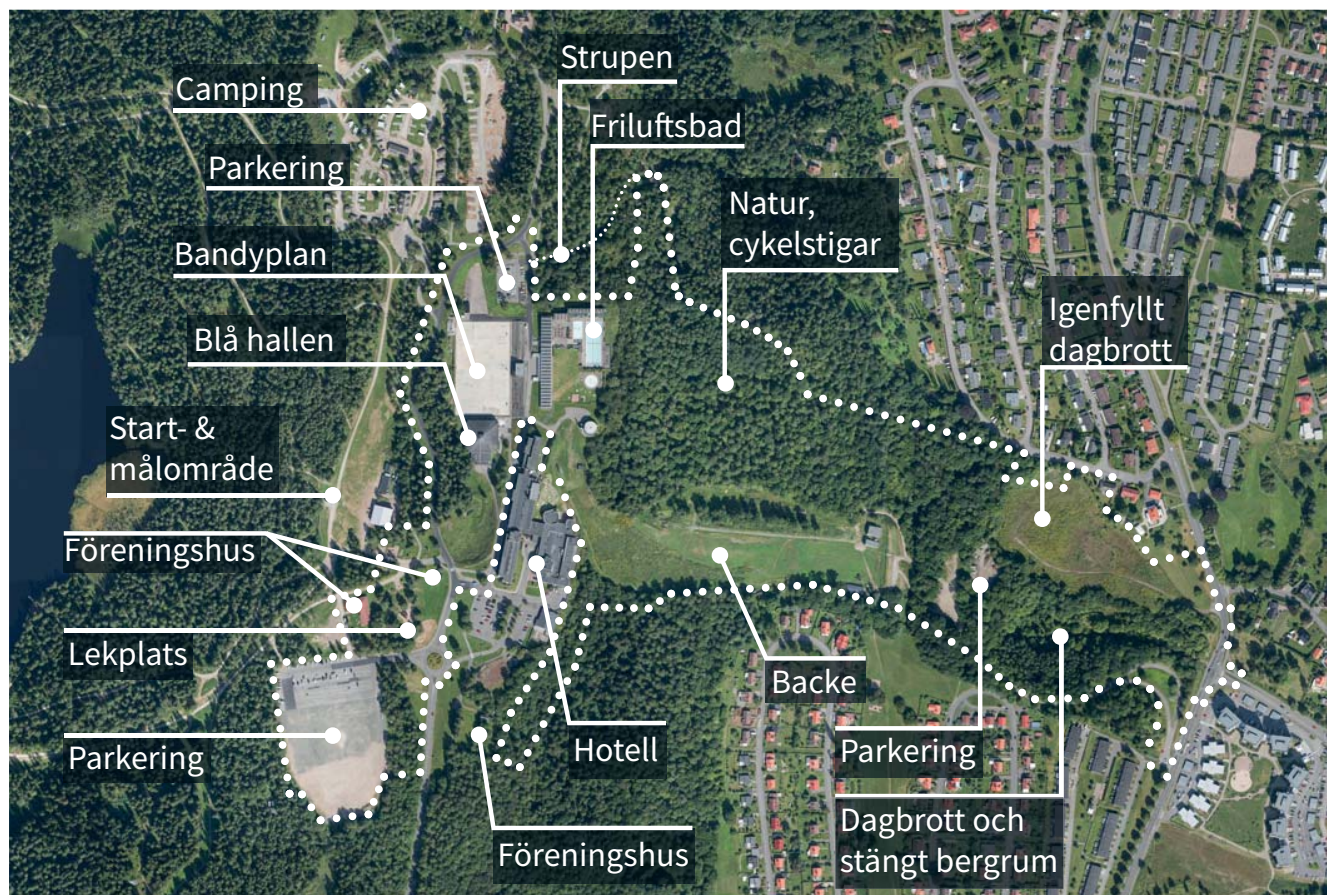 Strupen
Camping
Friluftsbad
Parkering
Natur,
cykelstigar
Bandyplan
Igenfyllt
dagbrott
Blå hallen
Start- &
målområde
Föreningshus
Lekplats
Backe
Parkering
Hotell
Parkering
Dagbrott och
stängt bergrum
Föreningshus